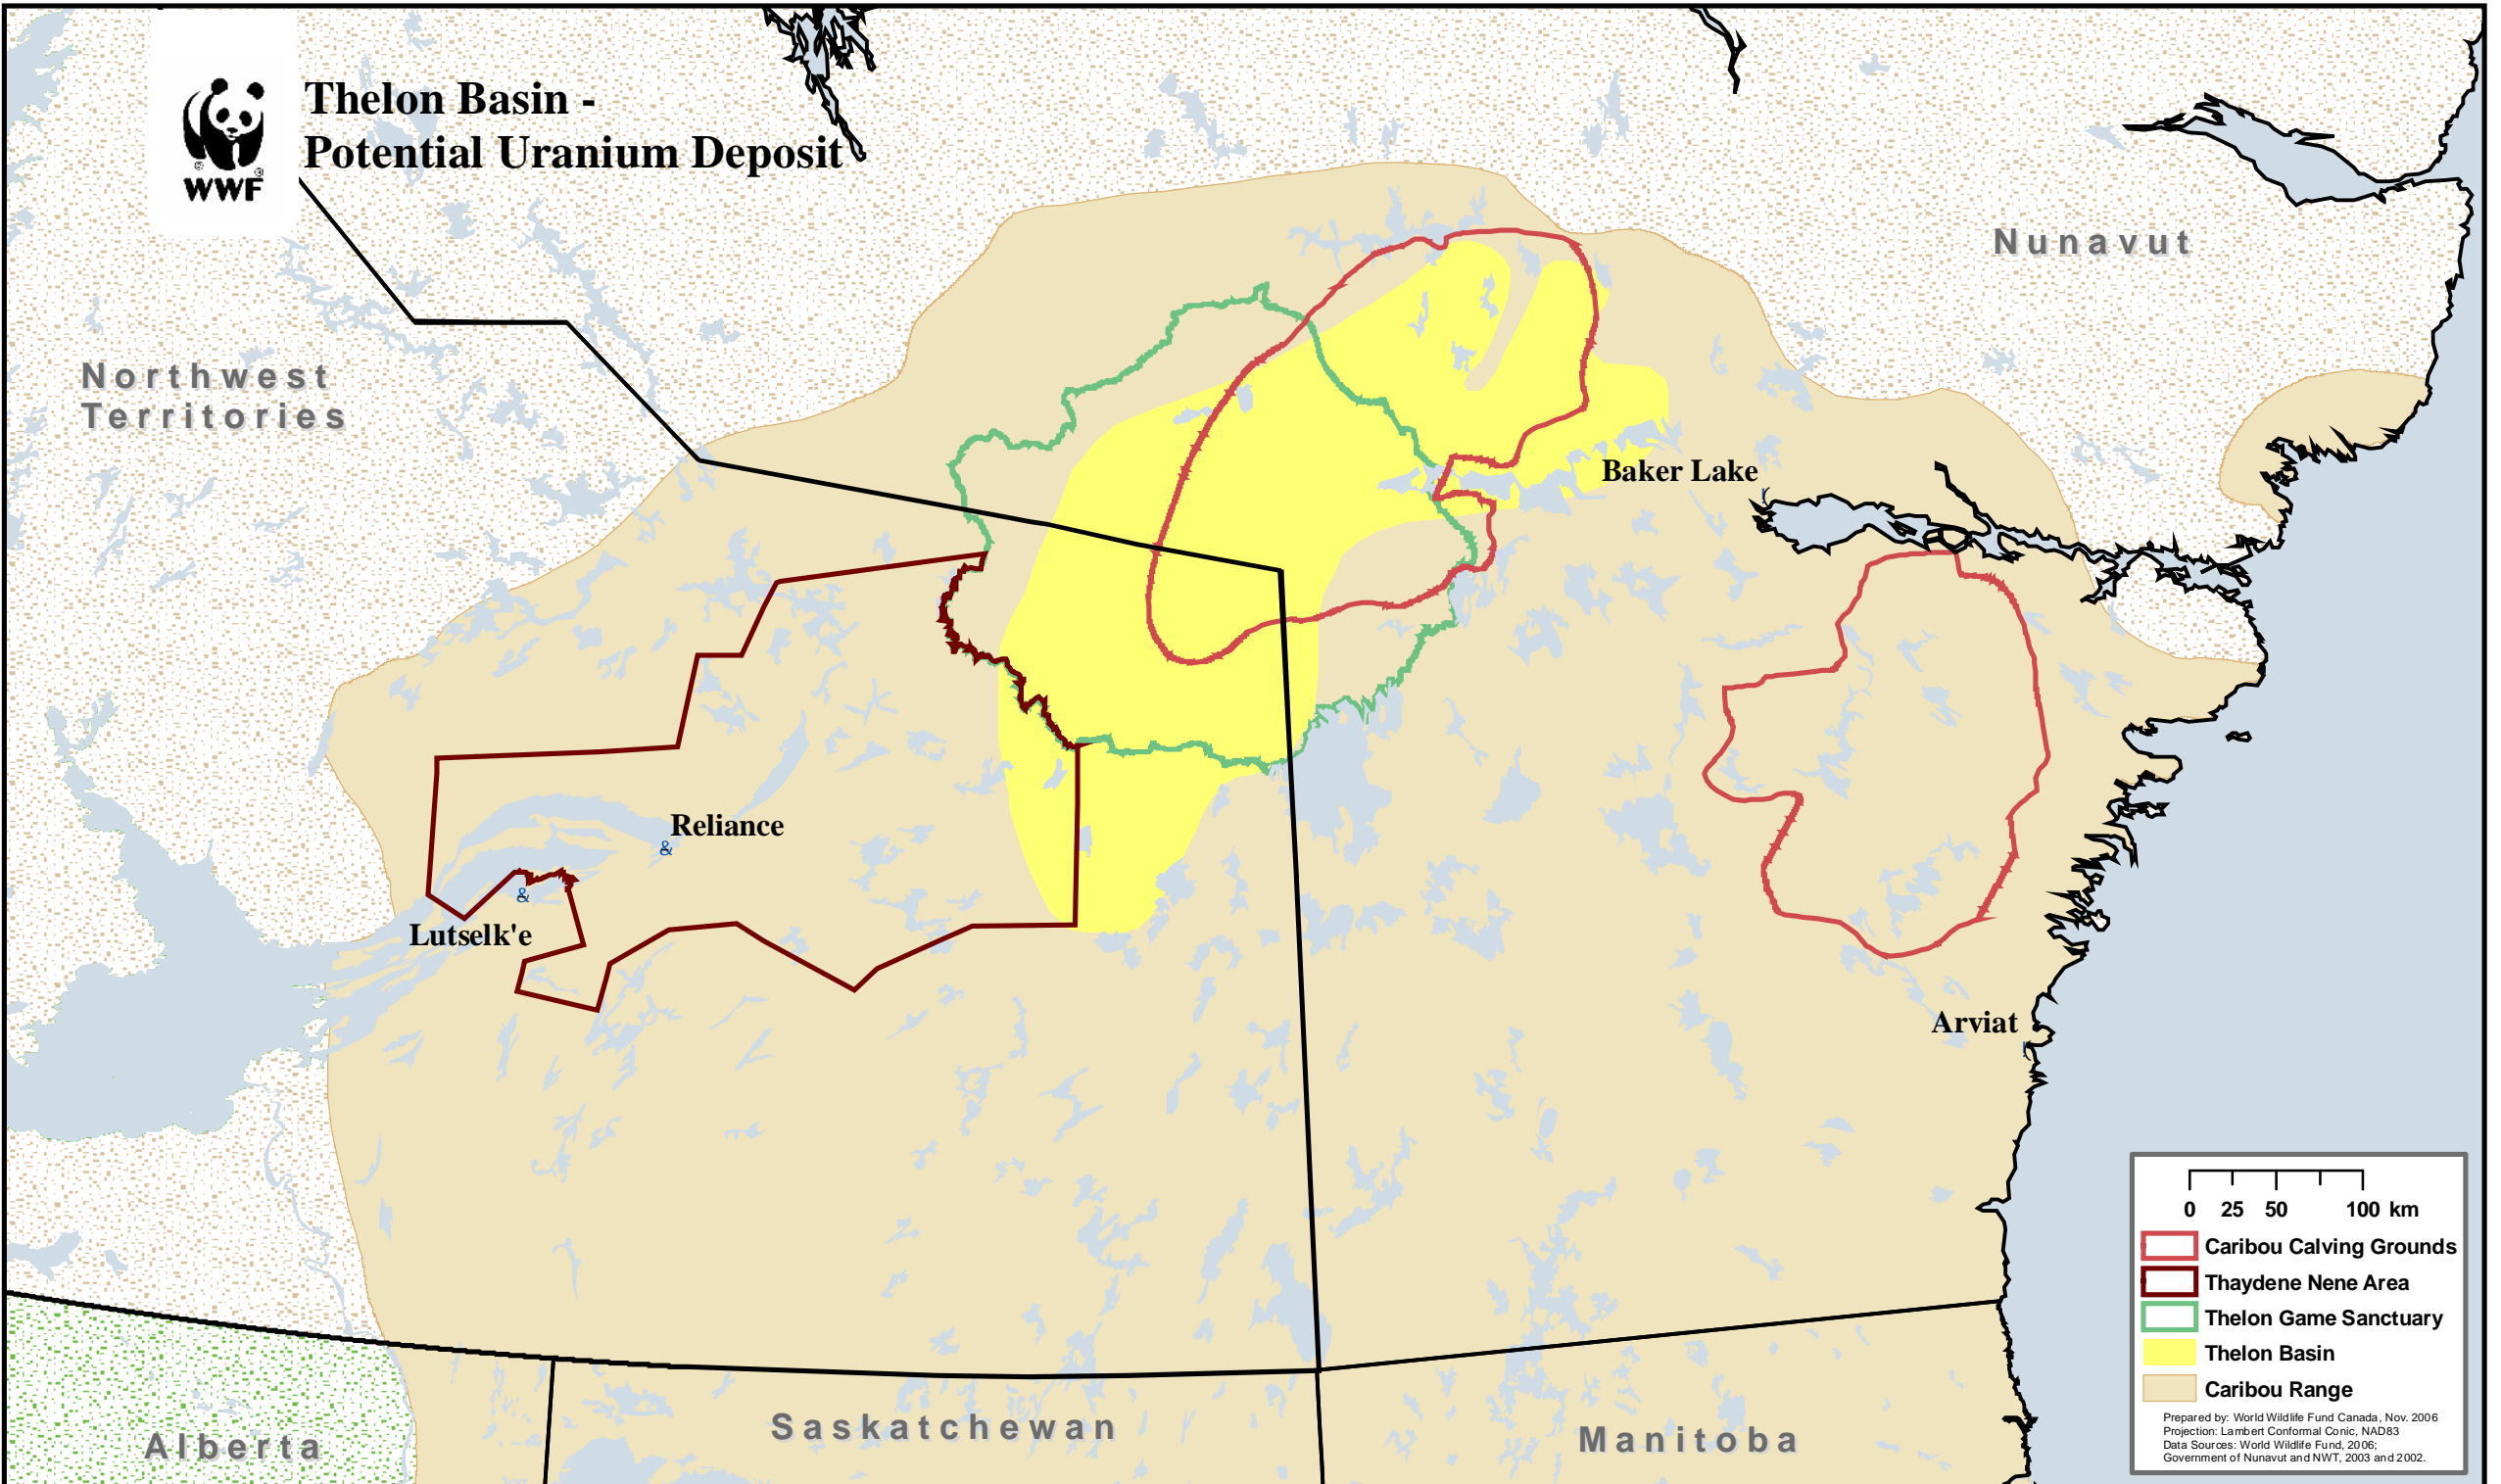 Thelon Basin -
Potential Uranium Deposit
WWF
Nunavut
Northwest
Territories
Baker Lake
Reliance
&
&
Lutselk'e
Arviat
Saskatchewan
Manitoba
Alberta
0 25 50 100 km
Caribou Calving Grounds
Thaydene Nene Area
Thelon Game Sanctuary
Thelon Basin
Caribou Range
Prepared by: World Wildlife Fund Canada, Nov. 2006
Projection: Lambert Conformal Conic, NAD83
Data Sources: World Wildlife Fund, 2006;
Government of Nunavut and NWT, 2003 and 2002.